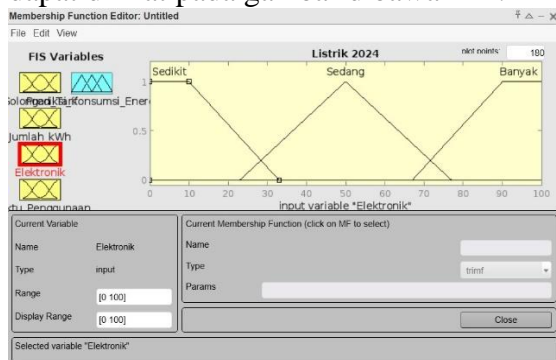 Membership Function Editor: Untitled
File Edit View
FIS Variables
Listrik 2024
plot points:
180
Jumlah kWh
Elektronik
Sedikit
Sedang
Banyak
1
0.5
0
0 10 20 30 40 50 60 70 80 90 100
input variable "Elektronik"
Current Variable
Name Elektronik
Type input
Range [0 100]
Display Range [0 100]
Current Membership Function (click on MF to select)
Name
Type trimf
Params
Close
Selected variable "Elektronik"